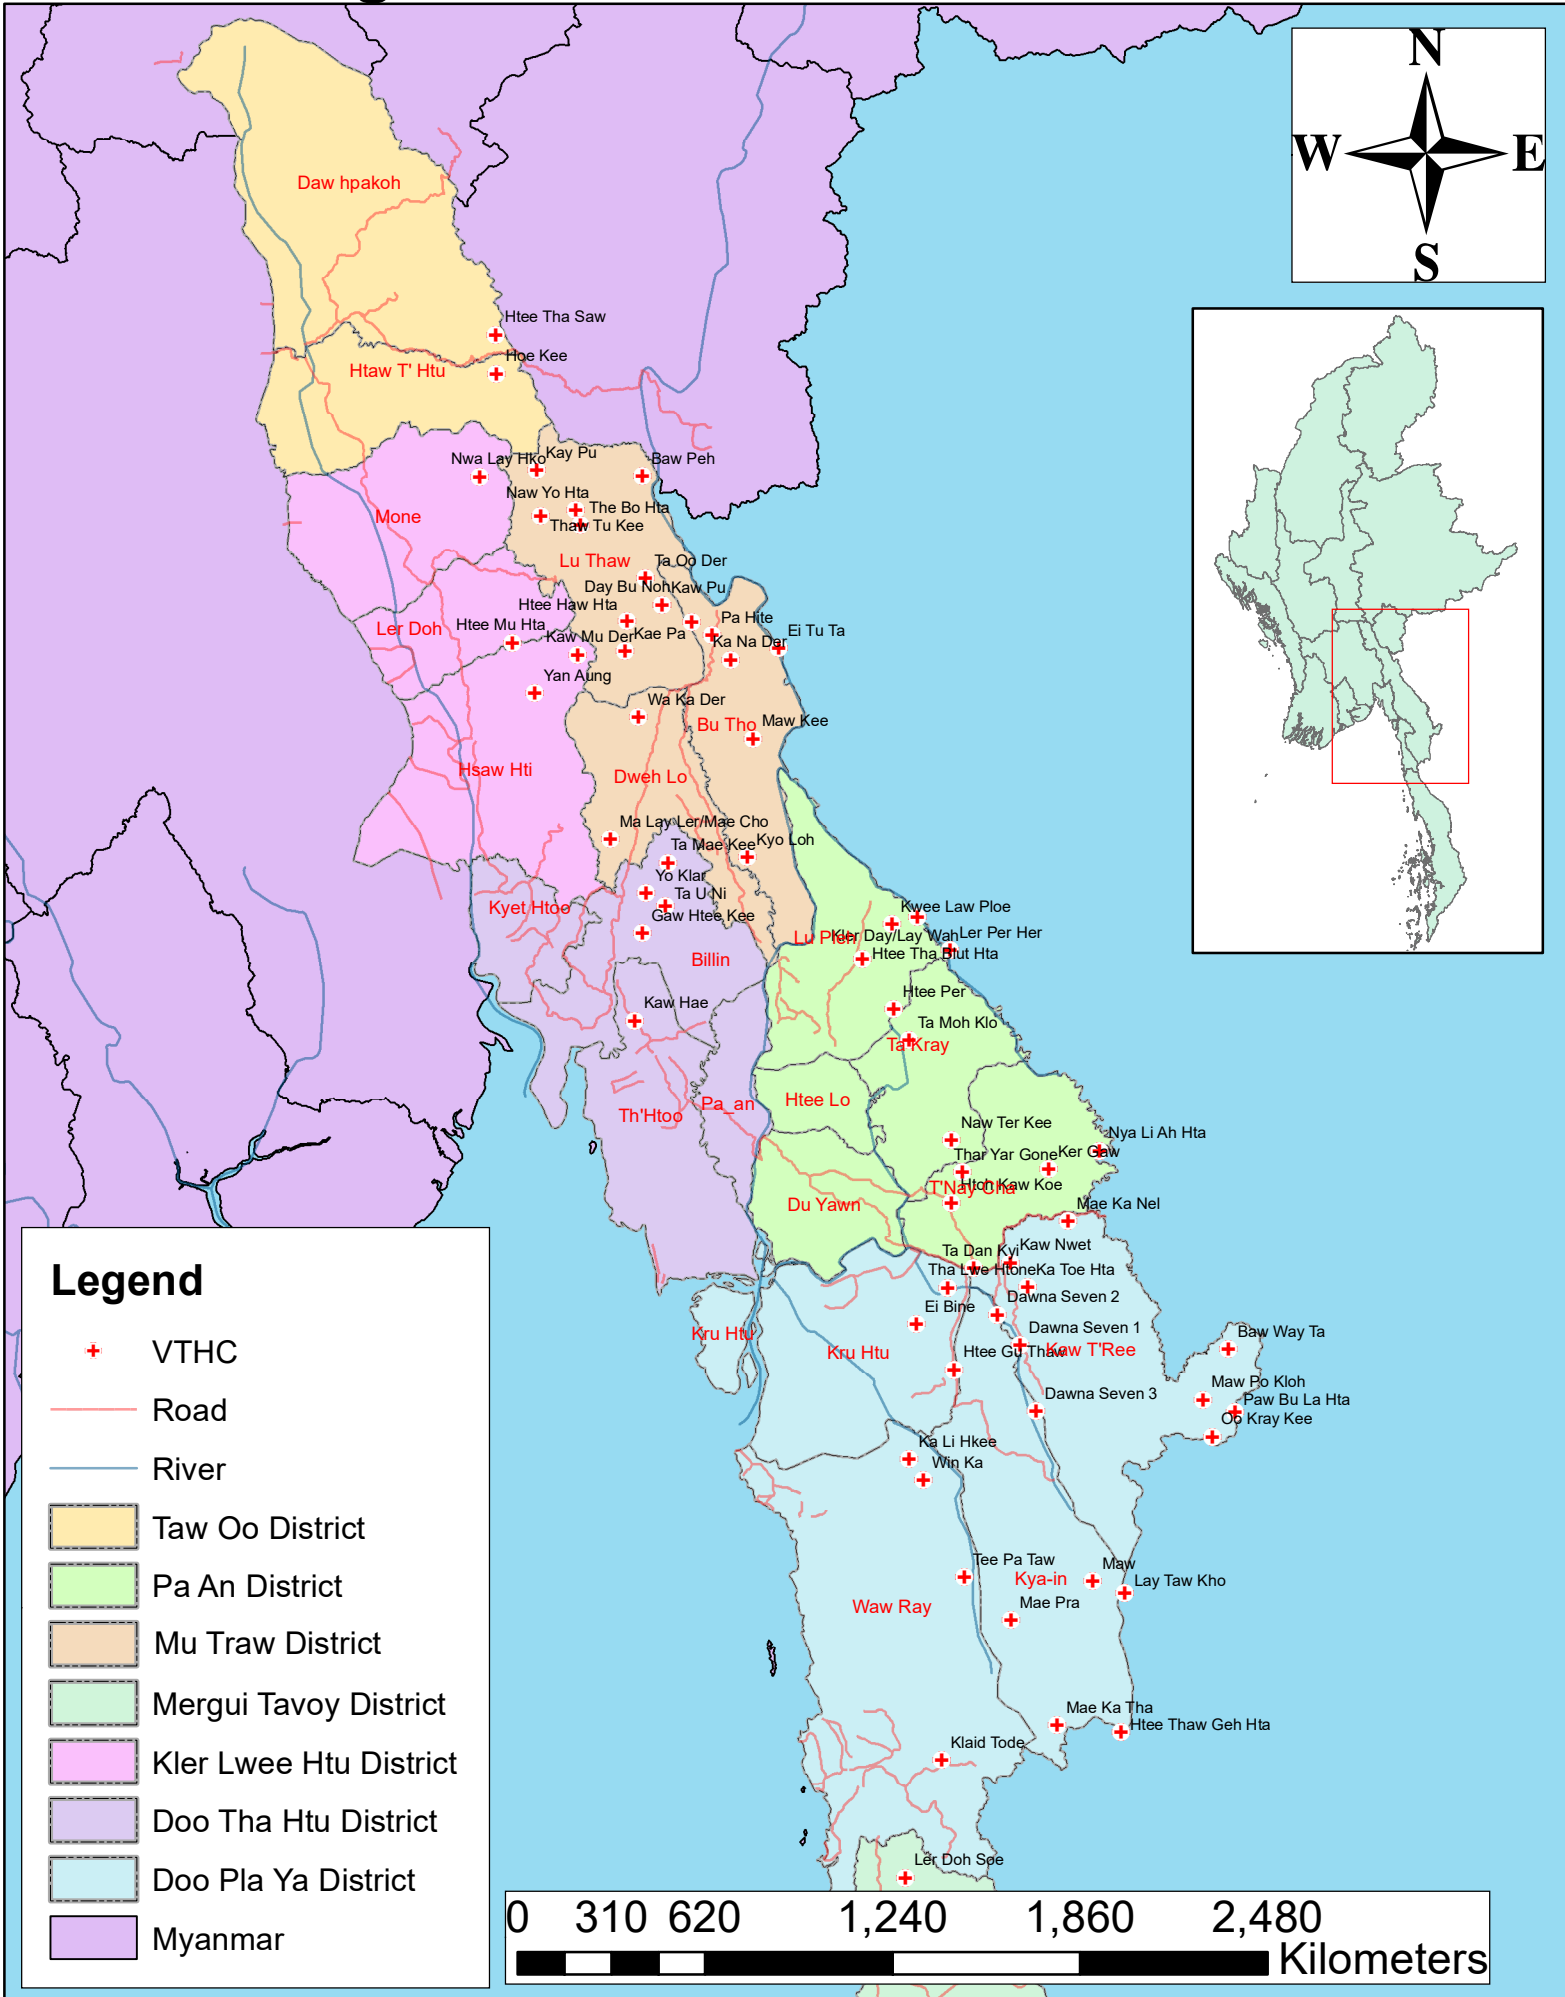 N
W
E
S
Daw hpakoh
Htee Tha Saw
Hoe Kee
Htaw T' Htu
Nwa Lay Hko
Kay Pu
Baw Peh
Naw Yo Hta
The Bo Hta
Mone
Thaw Tu Kee
Lu Thaw
Ta Oo Der
Day Bu Noh
Kaw Pu
Htee Haw Hta
Pa Hite
Ler Doh
Htee Mu Hta
Kaw Mu Der
Kae Pa
Ka Na Der
Ei Tu Ta
Yan Aung
Wa Ka Der
Bu Tho
Maw Kee
Hsaw Hti
Dweh Lo
Ma Lay Ler/Mae Cho
Ta Mae Kee
Kyo Loh
Yo Klar
Ta U Ni
Kyet Htoo
Gaw Htee Kee
Kwee Law Ploe
Lu Pleh
Kler Day/Lay Wah
Ler Per Her
Billin
Htee Tha Blut Hta
Htee Per
Kaw Hae
Ta Moh Klo
Ta Kray
Htee Lo
Pa_an
Th'Htoo
Naw Ter Kee
Nya Li Ah Hta
Thar Yar Gone
Ker Gaw
T'Nay Cha
Htoh Kaw Koe
Du Yawn
Mae Ka Nel
Ta Dan Kyi
Kaw Nwet
Tha Lwe Htone
Ka Toe Hta
Dawna Seven 2
Ei Bine
Dawna Seven 1
Kru Htu
Kru Htu
Htee Gu Thaw
Kaw T'Ree
Baw Way Ta
Maw Po Kloh
Dawna Seven 3
Paw Bu La Hta
Oo Kray Kee
Ka Li Hkee
Win Ka
Tee Pa Taw
Kya-in
Maw
Lay Taw Kho
Waw Ray
Mae Pra
Mae Ka Tha
Htee Thaw Geh Hta
Klaid Tode
Ler Doh Soe
Legend
VTHC
Road
River
Taw Oo District
Pa An District
Mu Traw District
Mergui Tavoy District
Kler Lwee Htu District
Doo Tha Htu District
Doo Pla Ya District
Myanmar
0 310 620 1,240 1,860 2,480
Kilometers